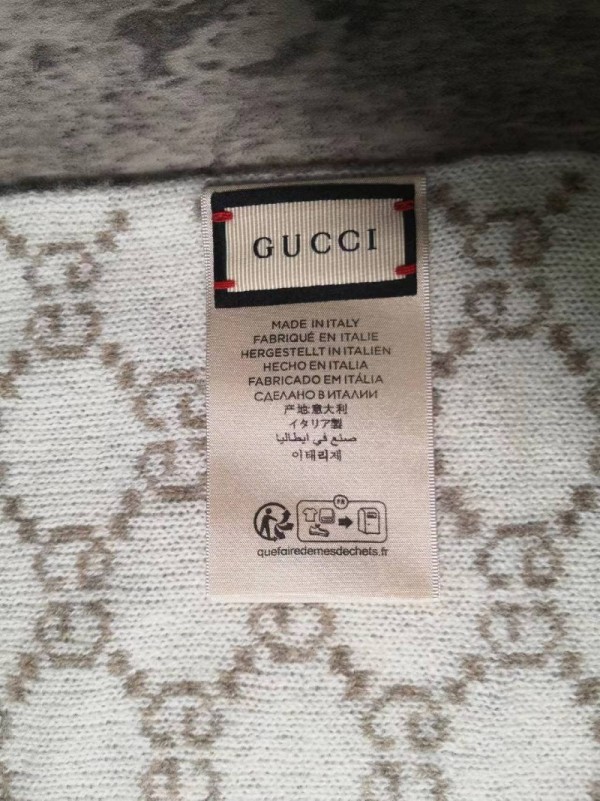 GUCCI
MADE IN ITALY
FABRIQUÉ EN ITALIE
HERGESTELLT IN ITALIEN
HECHO EN ITALIA
FABRICADO EM ITÁLIA
СДЕЛАНО В ИТАЛИИ
产地:意大利
イタリア製
صنع في ايطاليا
이태리제
FR
quefairedemesdechets.fr